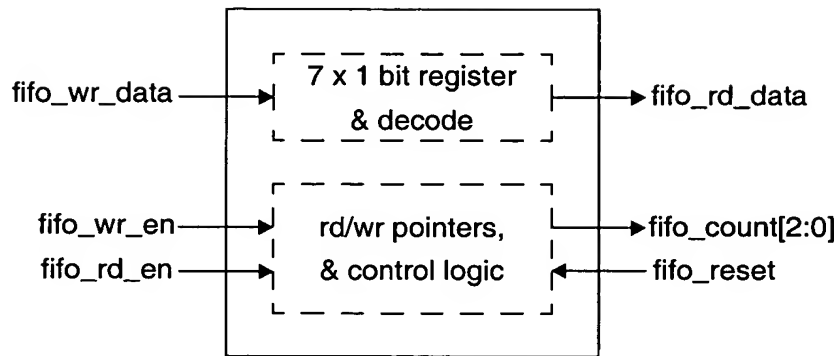 fifo_wr_data
7 x 1 bit register
& decode
fifo_rd_data
fifo_wr_en
fifo_rd_en
rd/wr pointers,
& control logic
fifo_count[2:0]
fifo_reset